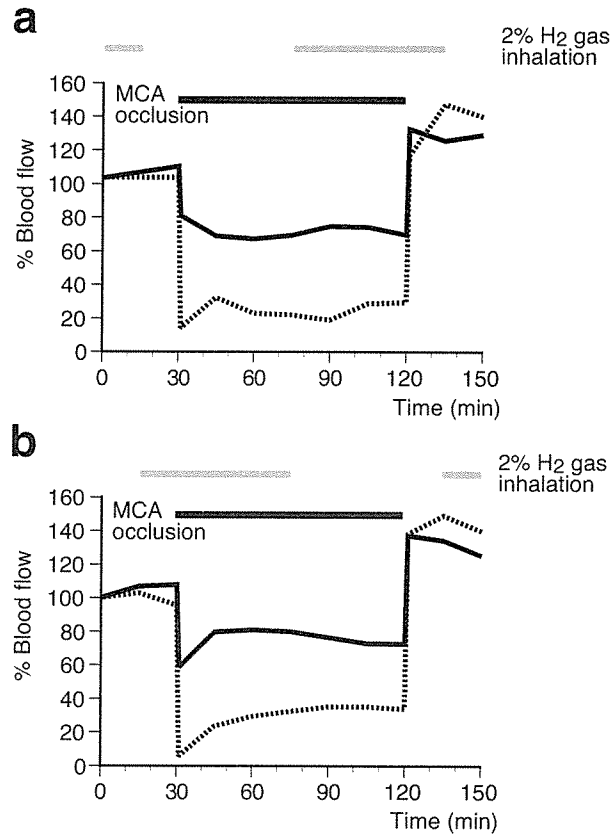 a
2% H2 gas
inhalation
160
140
120
100
80
60
40
20
0
MCA
occlusion
% Blood flow
0 30 60 90 120 150
Time (min)
b
2% H2 gas
inhalation
160
140
120
100
80
60
40
20
0
MCA
occlusion
% Blood flow
0 30 60 90 120 150
Time (min)